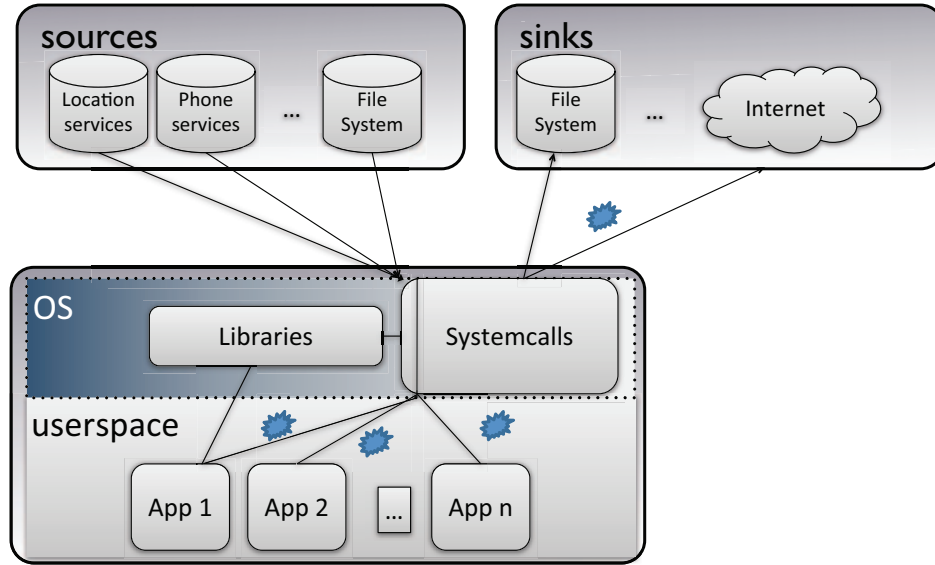 sources
Location
services
Phone
services
...
File
System
sinks
File
System
...
Internet
OS
Libraries
Systemcalls
userspace
App 1
App 2
...
App n